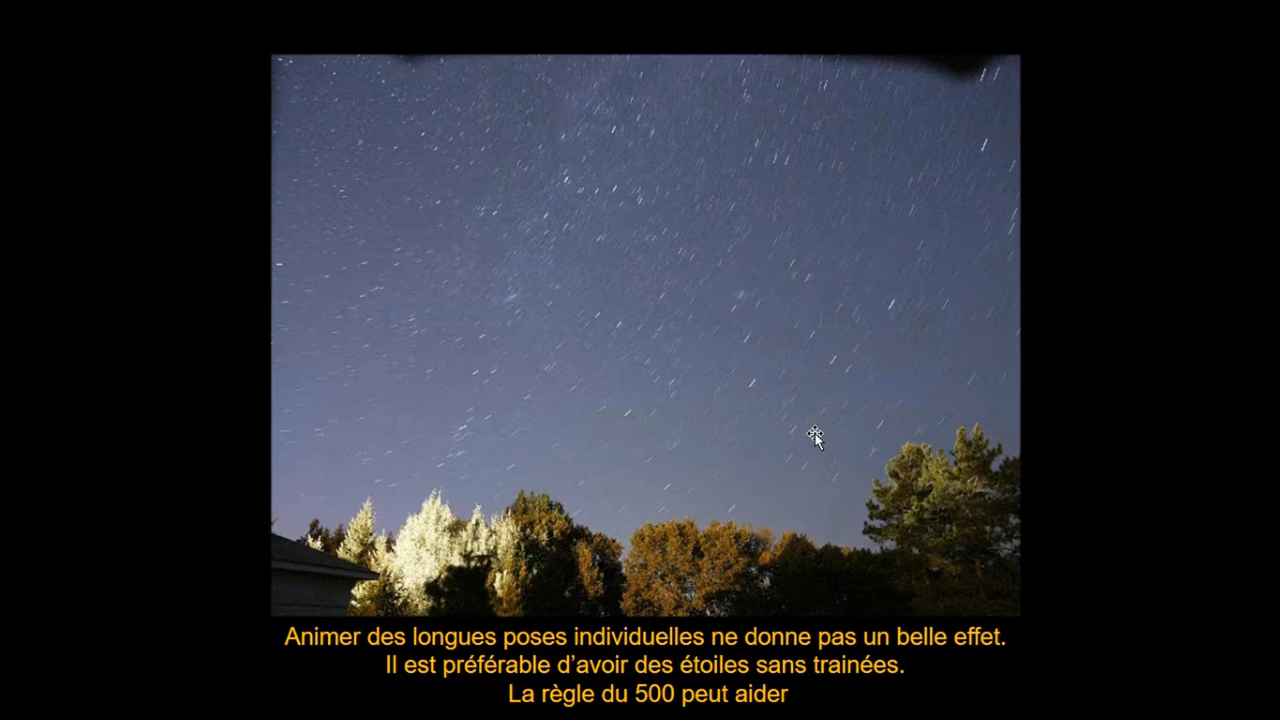 Animer des longues poses individuelles ne donne pas un belle effet.
Il est préférable d’avoir des étoiles sans trainées.
La règle du 500 peut aider